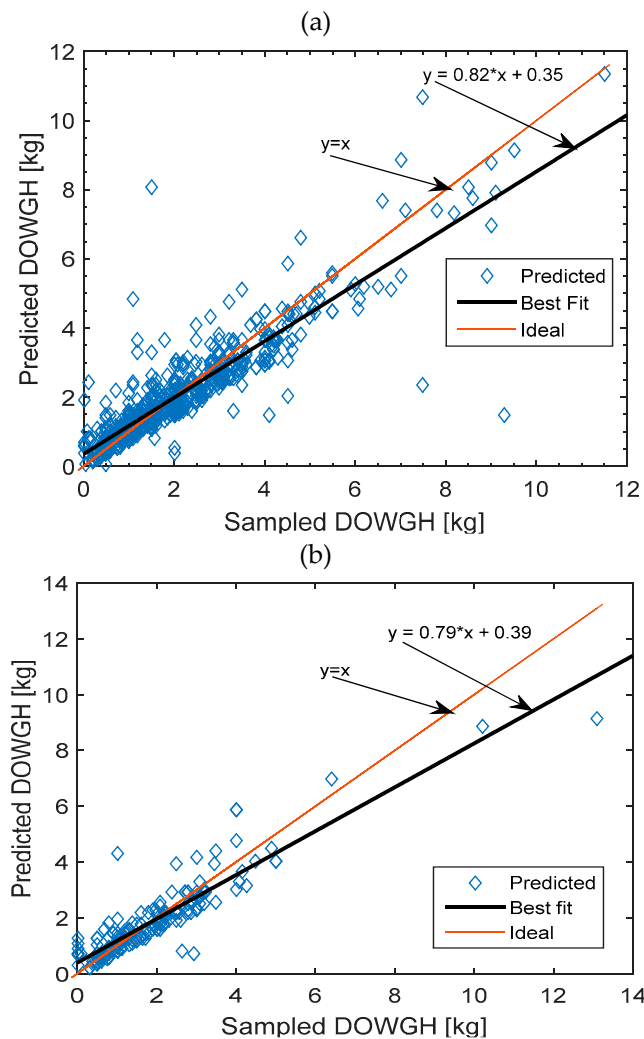 (a)
12
10
8
6
4
2
0
Predicted DOWGH [kg]
y = 0.82*x + 0.35
y=x
Predicted
Best Fit
Ideal
0 2 4 6 8 10 12
Sampled DOWGH [kg]
(b)
14
12
10
8
6
4
2
0
Predicted DOWGH [kg]
y = 0.79*x + 0.39
y=x
Predicted
Best fit
Ideal
0 2 4 6 8 10 12 14
Sampled DOWGH [kg]